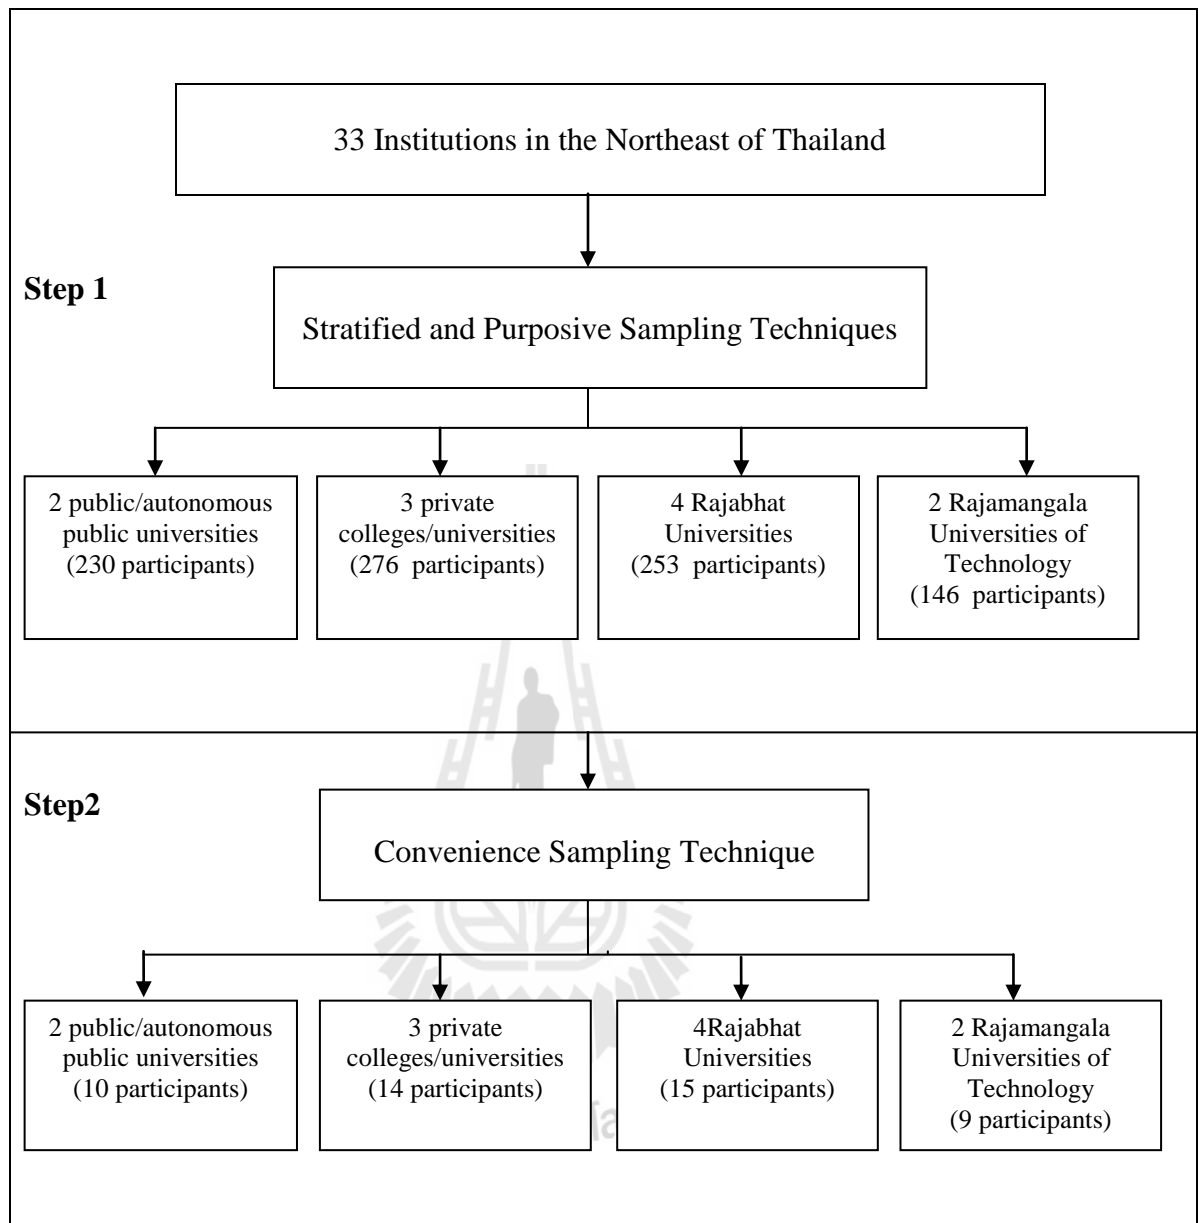 33 Institutions in the Northeast of Thailand
Step 1
Stratified and Purposive Sampling Techniques
2 public/autonomous
public universities
(230 participants)
3 private
colleges/universities
(276 participants)
4 Rajabhat
Universities
(253 participants)
2 Rajamangala
Universities of
Technology
(146 participants)
Step2
Convenience Sampling Technique
2 public/autonomous
public universities
(10 participants)
3 private
colleges/universities
(14 participants)
4Rajabhat
Universities
(15 participants)
2 Rajamangala
Universities of
Technology
(9 participants)